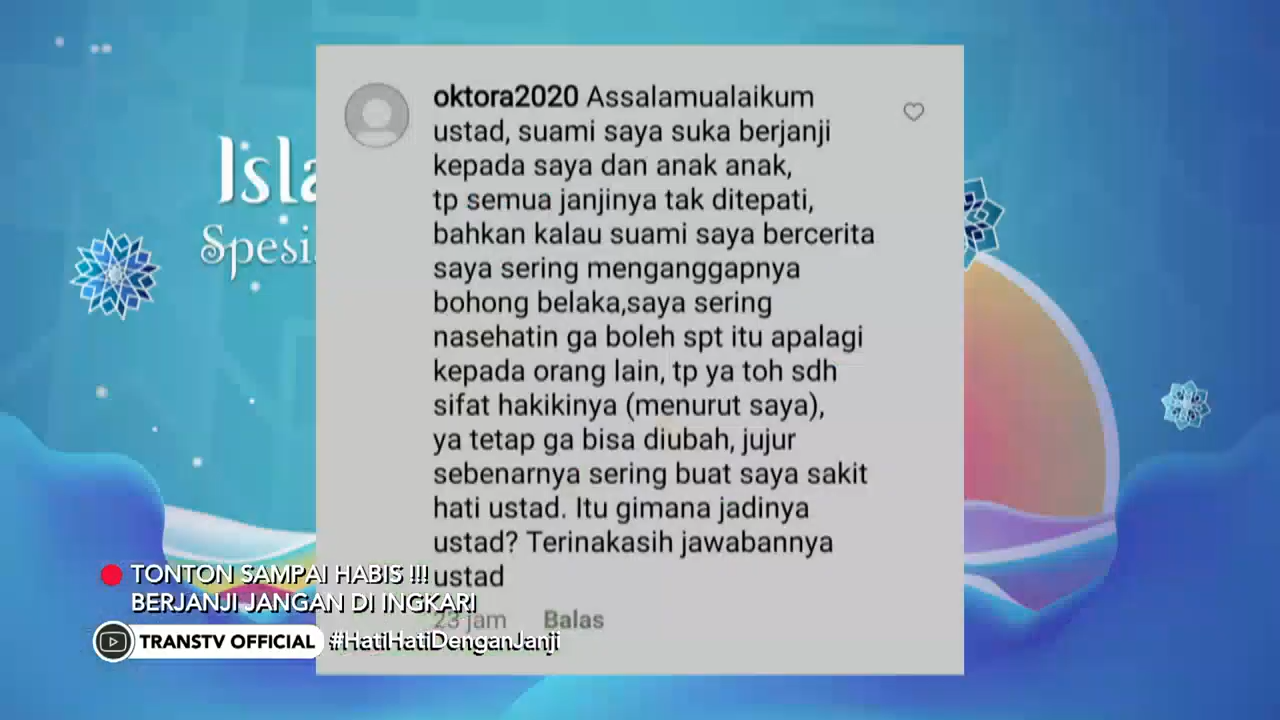 Isla
Spesi
oktora2020 Assalamualaikum
ustad, suami saya suka berjanji
kepada saya dan anak anak,
tp semua janjinya tak ditepati,
bahkan kalau suami saya bercerita
saya sering menganggapnya
bohong belaka,saya sering
nasehatin ga boleh spt itu apalagi
kepada orang lain, tp ya toh sdh
sifat hakikinya (menurut saya),
ya tetap ga bisa diubah, jujur
sebenarnya sering buat saya sakit
hati ustad. Itu gimana jadinya
ustad? Terinakasih jawabannya
ustad
23 jam Balas
TONTON SAMPAI HABIS !!!
BERJANJI JANGAN DI INGKARI
TRANSTV OFFICIAL #HatiHatiDenganJanji